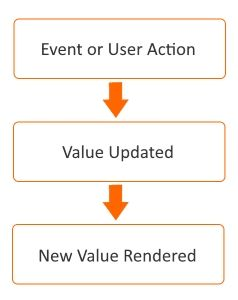 Event or User Action
Value Updated
New Value Rendered